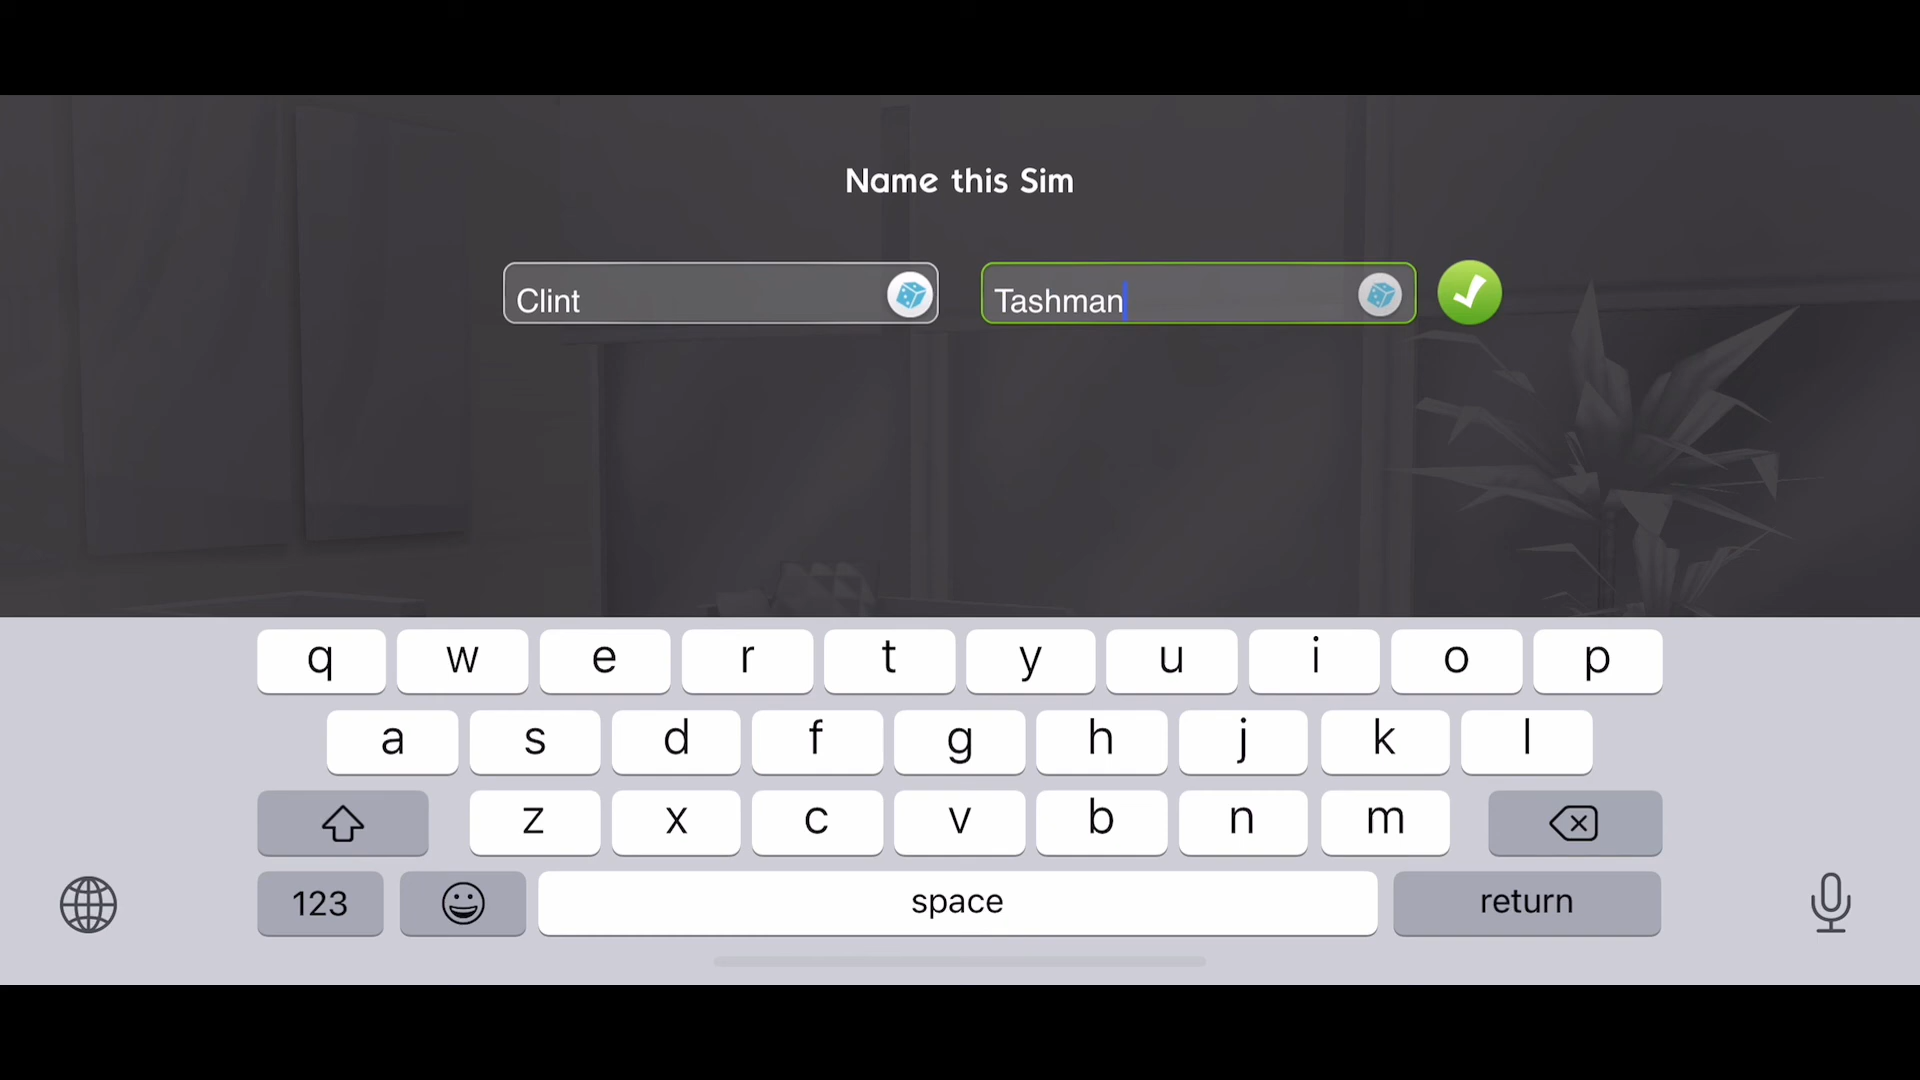 Name this Sim
Clint
Tashman
q w e r t y u i o p
a s d f g h j k l
z x c v b n m
123 space return